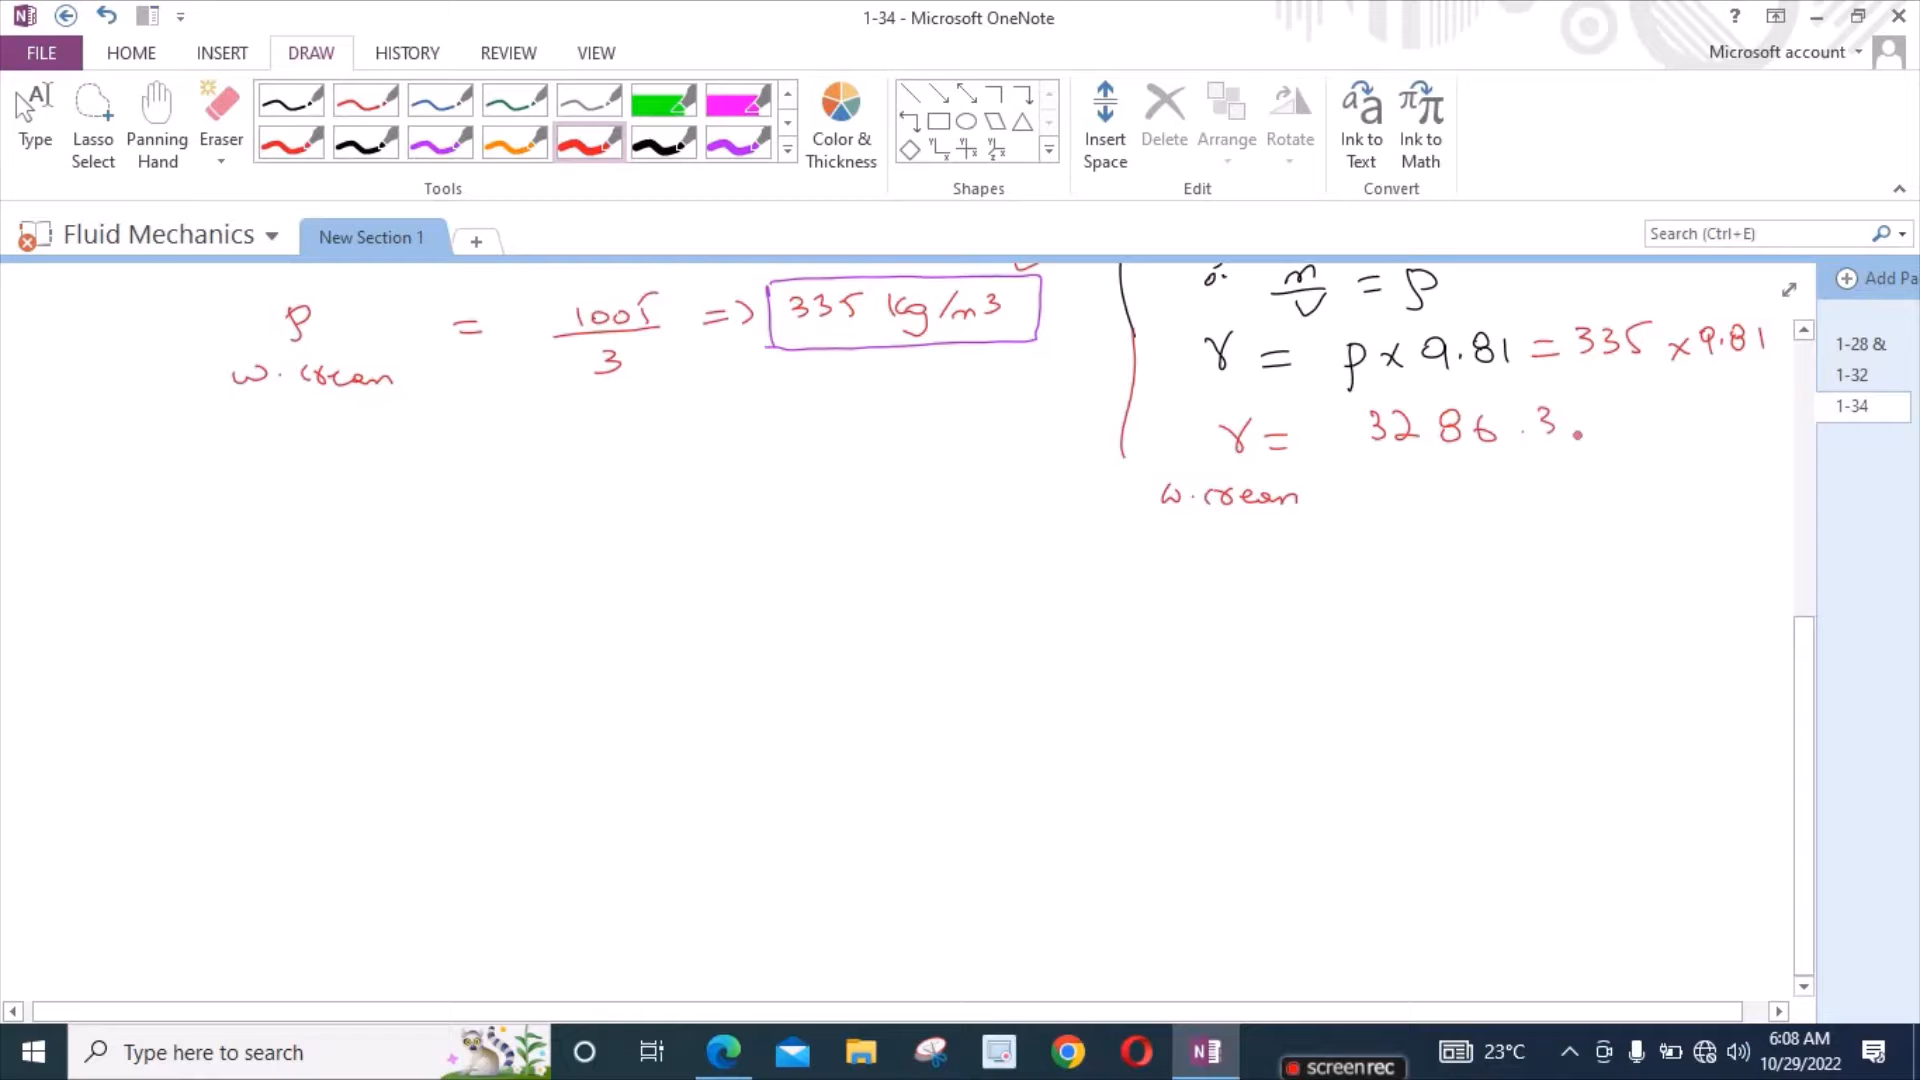 1-34 - Microsoft OneNote
?
FILE HOME INSERT DRAW HISTORY REVIEW VIEW
Microsoft account
Type
Lasso Select
Panning Hand
Eraser
Color & Thickness
Insert Space
Delete
Arrange
Rotate
Ink to Text
Ink to Math
Tools
Shapes
Edit
Convert
Fluid Mechanics
New Section 1
Search (Ctrl+E)
Add Pa
1-28 &
1-32
1-34
ρ = 1005/3 => 335 Kg/m3
w. cream
m/V = ρ
γ = ρ x 9.81 = 335 x 9.81
γ = 3286.3
w. cream
Type here to search
screenrec
23°C
6:08 AM
10/29/2022